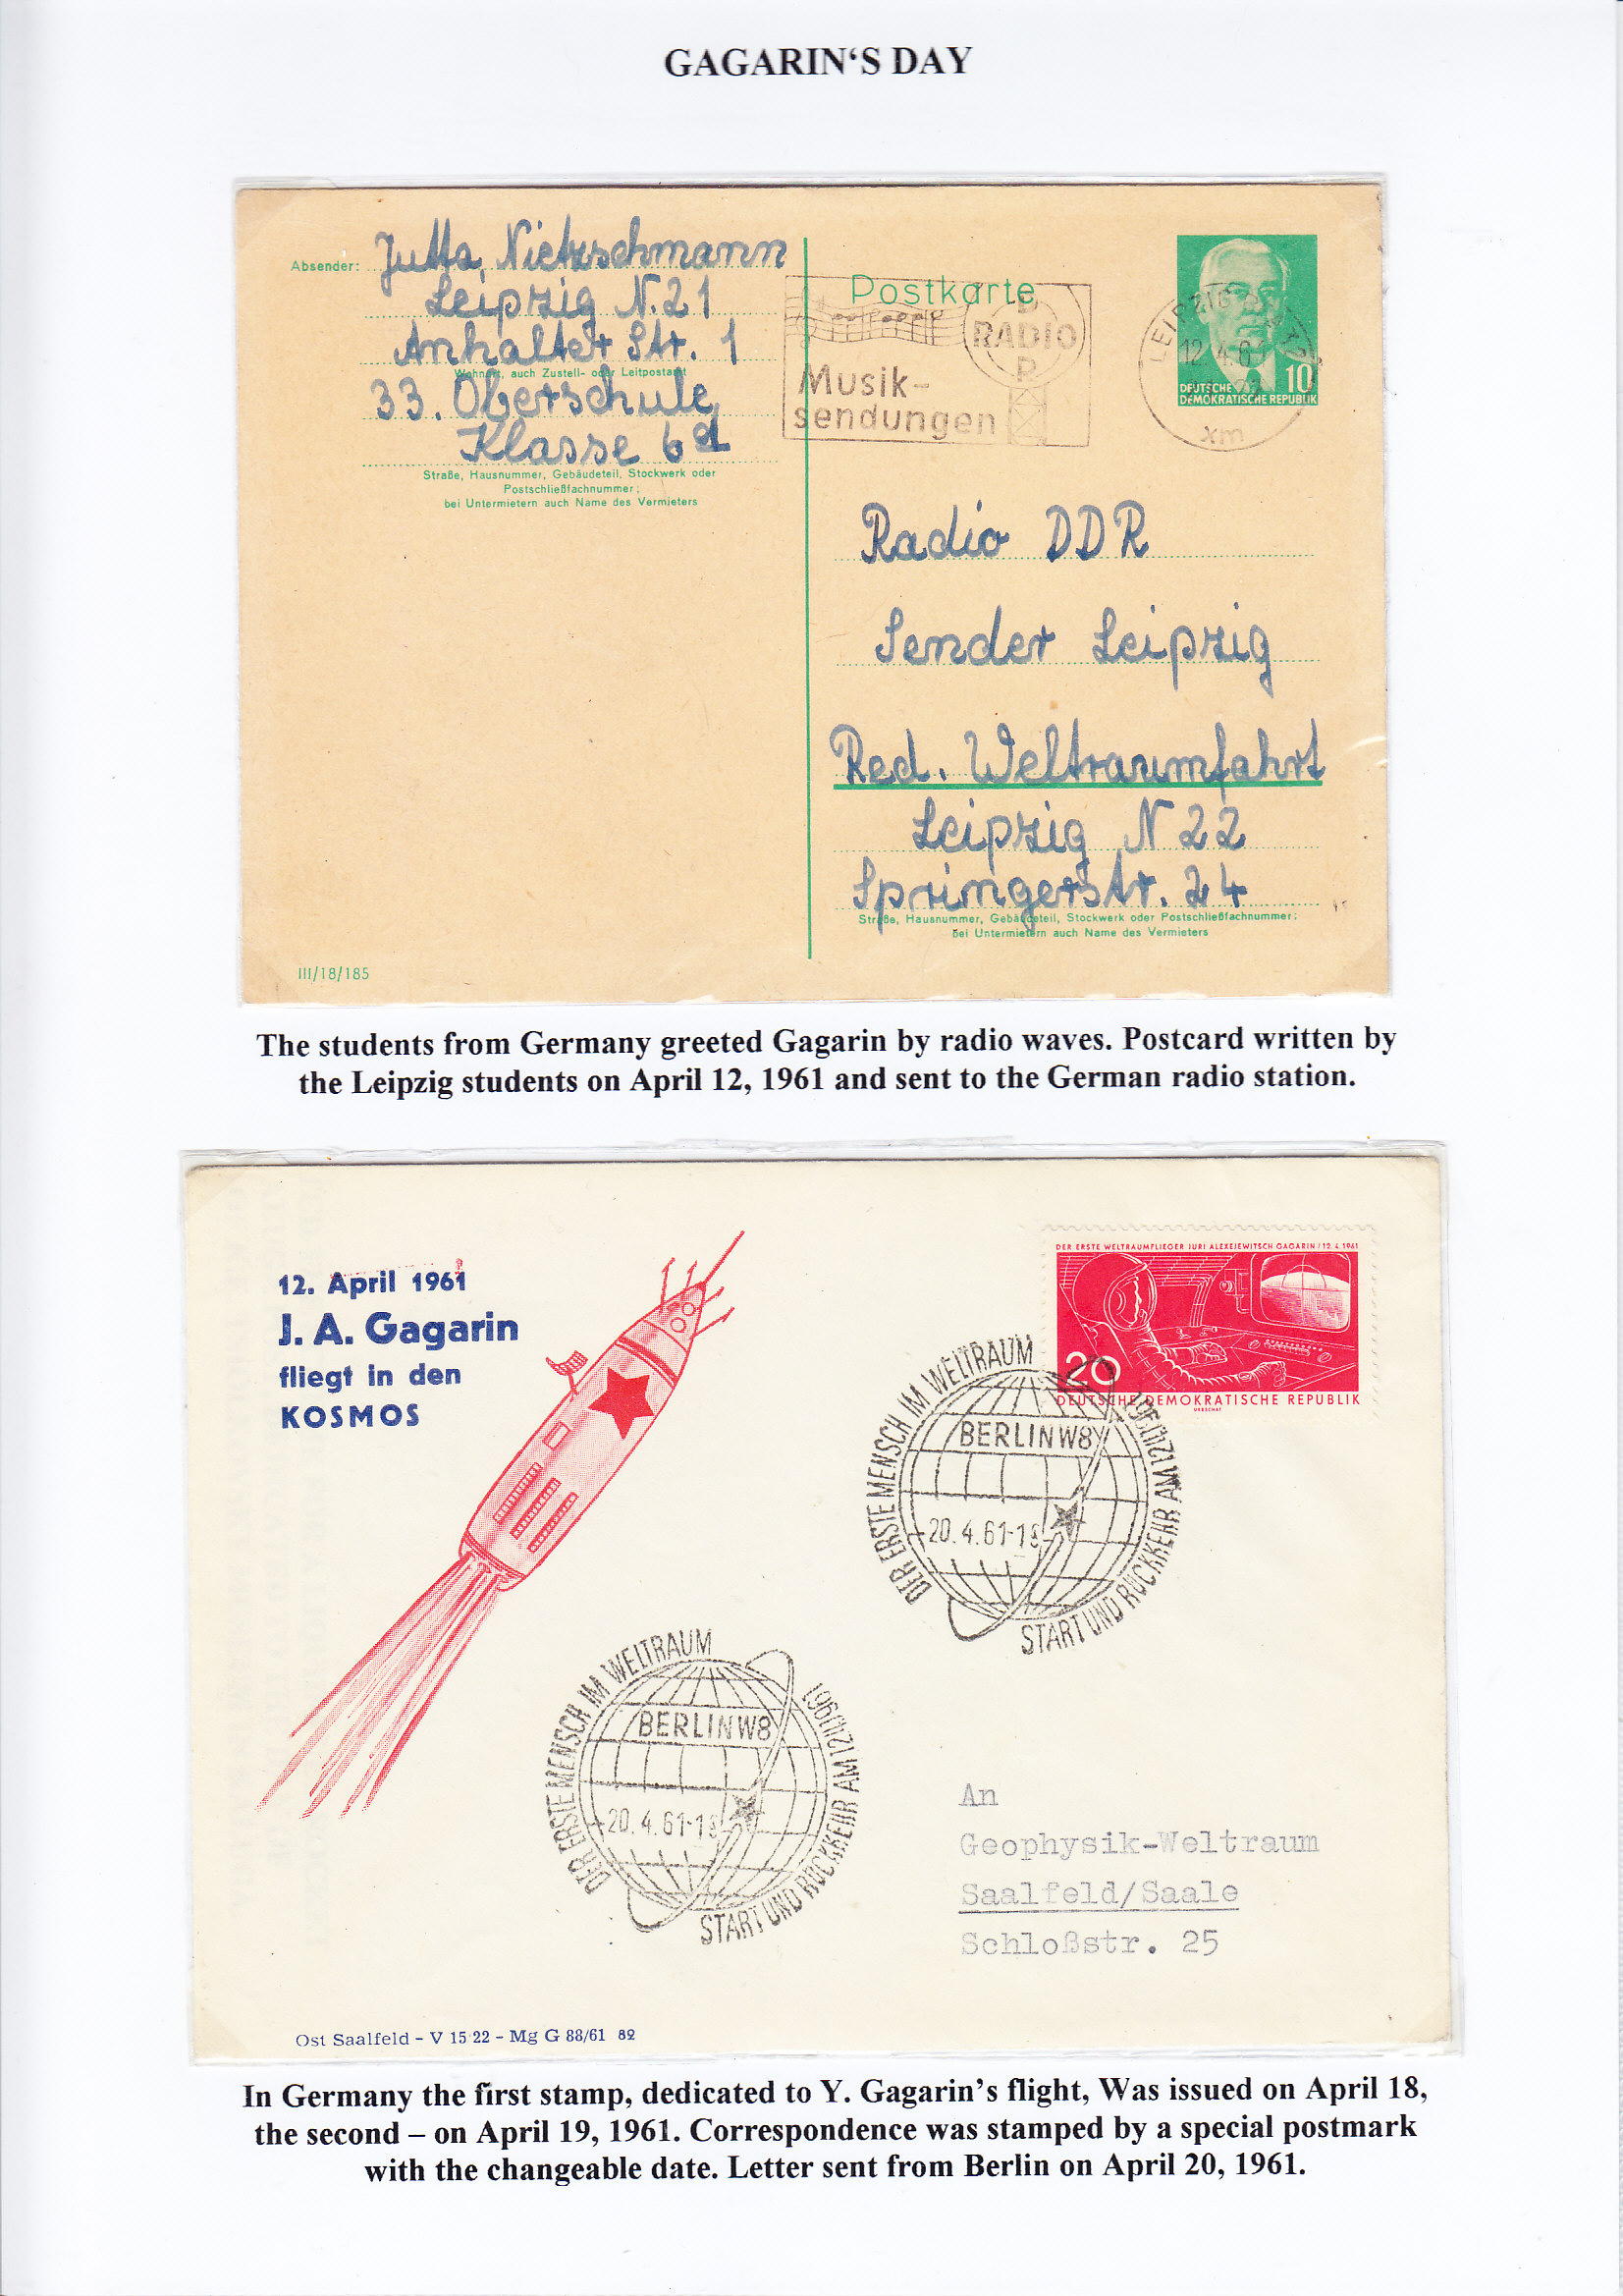 GAGARIN‘S DAY
Absender: Jutta Nietzschmann
Leipzig N. 21
Anhalter Str. 1
Wohnort, auch Zustell- oder Leitpostamt
33. Oberschule,
Klasse 6d
Straße, Hausnummer, Gebäudeteil, Stockwerk oder
Postschließfachnummer;
bei Untermietern auch Name des Vermieters
III/18/185
Postkarte
RADIO
DDR
Musik-
sendungen
LEIPZIG
12.4.61
xm
10
DEUTSCHE
DEMOKRATISCHE REPUBLIK
Radio DDR
Sender Leipzig
Red. Weltraumfahrt
Leipzig N 22
Springerstr. 24
Straße, Hausnummer, Gebäudeteil, Stockwerk oder Postschließfachnummer;
bei Untermietern auch Name des Vermieters
The students from Germany greeted Gagarin by radio waves. Postcard written by
the Leipzig students on April 12, 1961 and sent to the German radio station.
12. April 1961
J. A. Gagarin
fliegt in den
KOSMOS
DER ERSTE WELTRAUMFLIEGER JURI ALEXEJEWITSCH GAGARIN / 12.4.1961
20
DEUTSCHE DEMOKRATISCHE REPUBLIK
DER ERSTE MENSCH IM WELTRAUM
BERLIN W8
20.4.61-18
START UND RÜCKKEHR AM 12.IV.1961
DER ERSTE MENSCH IM WELTRAUM
BERLIN W8
20.4.61-18
START UND RÜCKKEHR AM 12.IV.1961
An
Geophysik-Weltraum
Saalfeld/Saale
Schloßstr. 25
Ost Saalfeld – V 15 22 – Mg G 88/61 82
In Germany the first stamp, dedicated to Y. Gagarin’s flight, Was issued on April 18,
the second – on April 19, 1961. Correspondence was stamped by a special postmark
with the changeable date. Letter sent from Berlin on April 20, 1961.